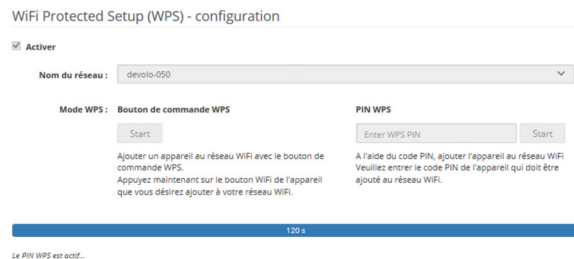 WiFi Protected Setup (WPS) - configuration
Activer
Nom du réseau : devolo-050
Mode WPS : Bouton de commande WPS
Start
Ajouter un appareil au réseau WiFi avec le bouton de
commande WPS.
Appuyez maintenant sur le bouton WiFi de l'appareil
que vous désirez ajouter à votre réseau WiFi.
PIN WPS
Enter WPS PIN Start
A l'aide du code PIN, ajouter l'appareil au réseau WiFi
Veuillez entrer le code PIN de l'appareil qui doit être
ajouté au réseau WiFi.
120 s
Le PIN WPS est actif...